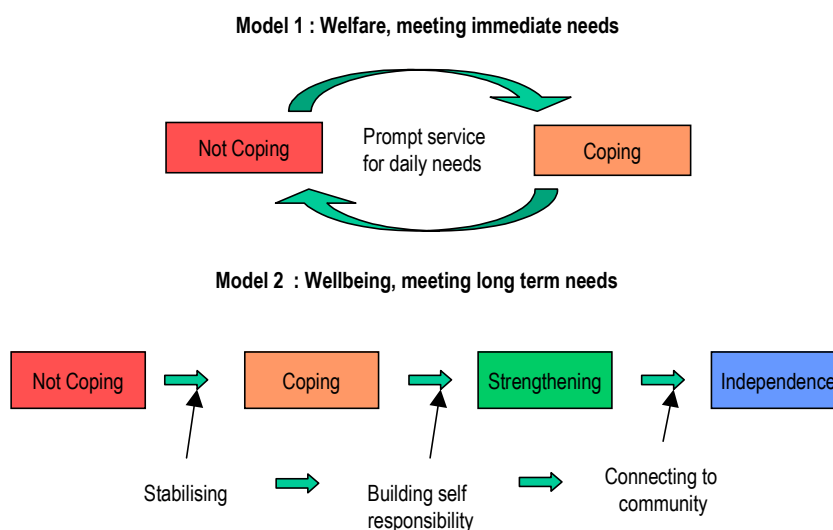 Model 1 : Welfare, meeting immediate needs
Not Coping
Prompt service
for daily needs
Coping
Model 2  : Wellbeing, meeting long term needs
Not Coping
Coping
Strengthening
Independence
Stabilising
Building self
responsibility
Connecting to
community